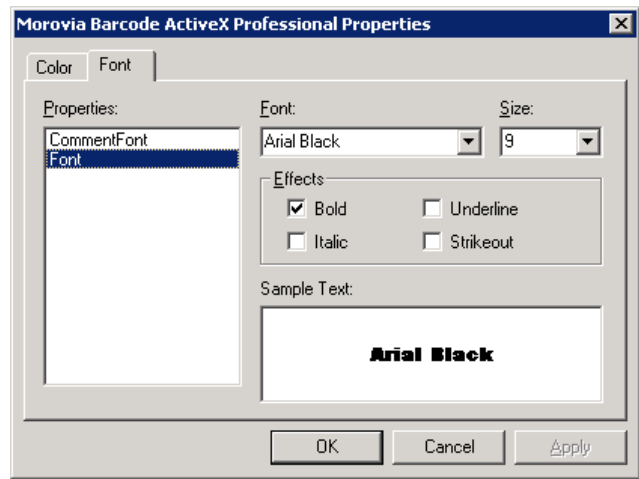 Morovia Barcode ActiveX Professional Properties
Color Font
Properties:
CommentFont
Font
Font:
Arial Black
Size:
9
Effects
Bold
Underline
Italic
Strikeout
Sample Text:
Arial Black
OK
Cancel
Apply